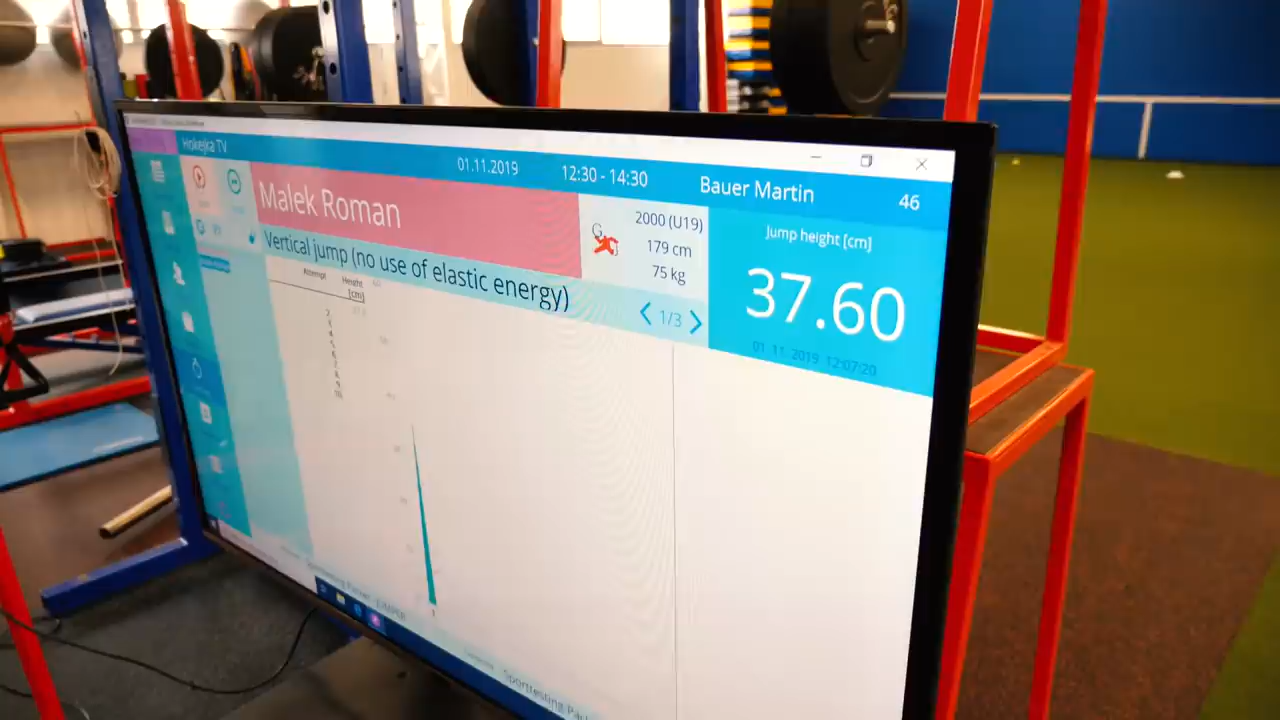 Hokejka TV
01.11.2019 12:30 - 14:30 Bauer Martin 46
Malek Roman
2000 (U19)
179 cm
75 kg
Jump height [cm]
37.60
01.11.2019 12:07:20
Vertical jump (no use of elastic energy)
1/3
Attempt Height
[cm]
Sporttesting